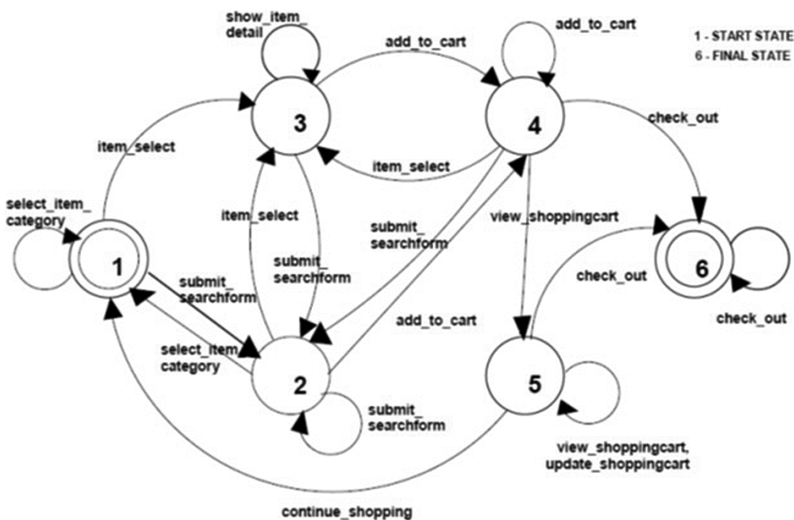 show_item_
detail
add_to_cart
add_to_cart
1 - START STATE
6 - FINAL STATE
3
4
check_out
item_select
item_select
select_item_
category
item_select
submit_
searchform
view_shoppingcart
1
submit_
searchform
submit_
searchform
check_out
6
check_out
add_to_cart
select_item_
category
2
5
submit_
searchform
view_shoppingcart,
update_shoppingcart
continue_shopping